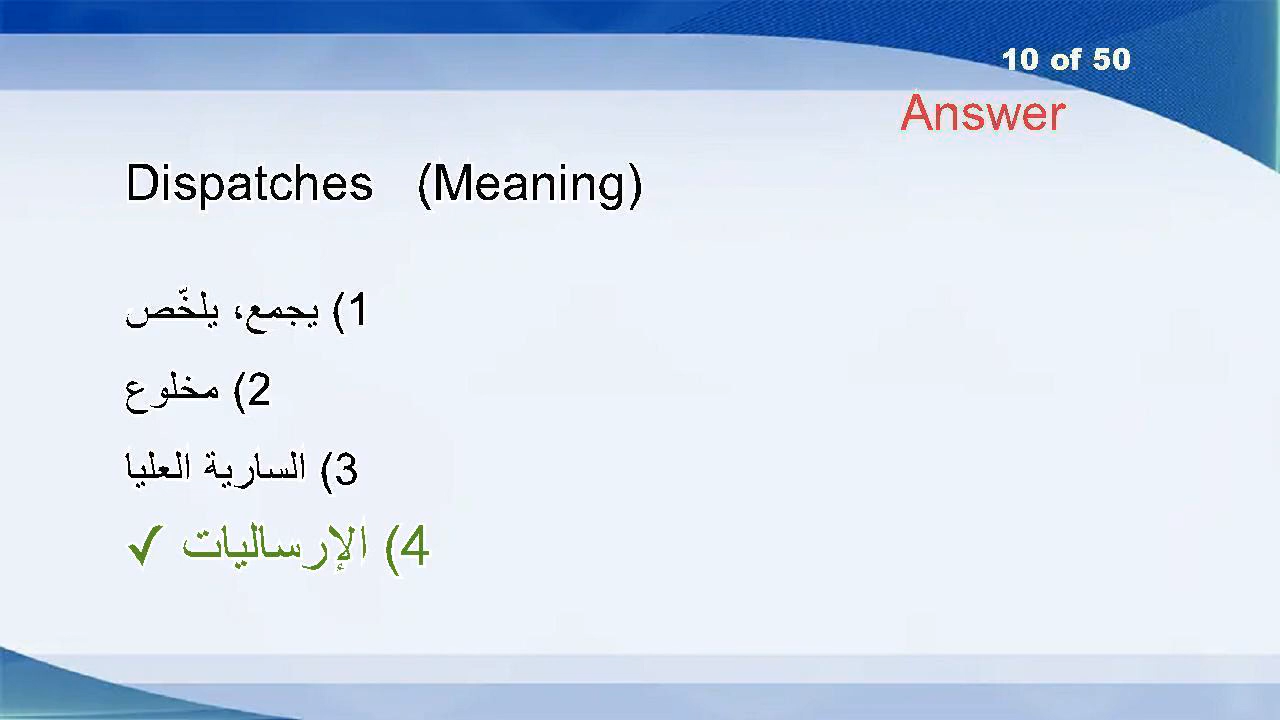 10 of 50
Answer
Dispatches (Meaning)
1) يجمع، يلخّص
2) مخلوع
3) السارية العليا
4) الإرساليات ✓